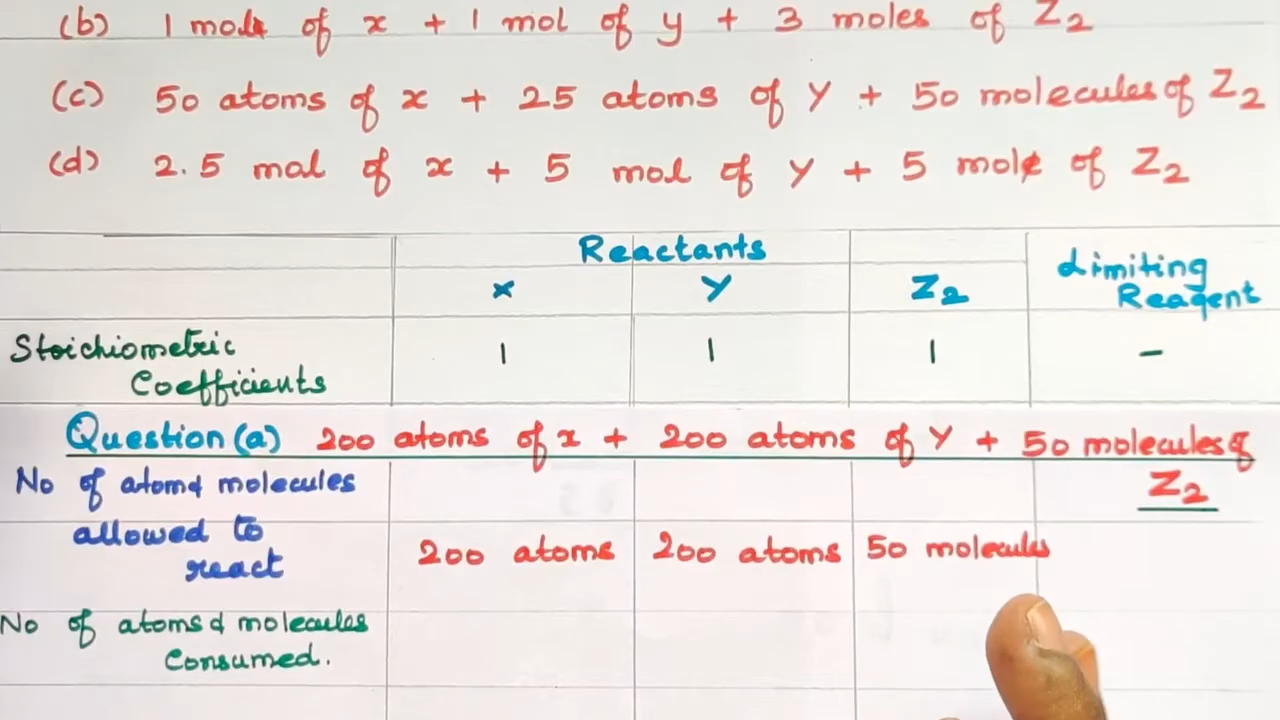 (b) 1 mole of x + 1 mol of y + 3 moles of Z2
(c) 50 atoms of x + 25 atoms of Y + 50 molecules of Z2
(d) 2.5 mol of x + 5 mol of Y + 5 mol of Z2
Reactants
x Y Z2 Limiting Reagent
Stoichiometric
Coefficients 1 1 1 -
Question (a) 200 atoms of x + 200 atoms of Y + 50 molecules of
Z2
No of atom & molecules
allowed to
react 200 atoms 200 atoms 50 molecules
No of atoms & molecules
Consumed.